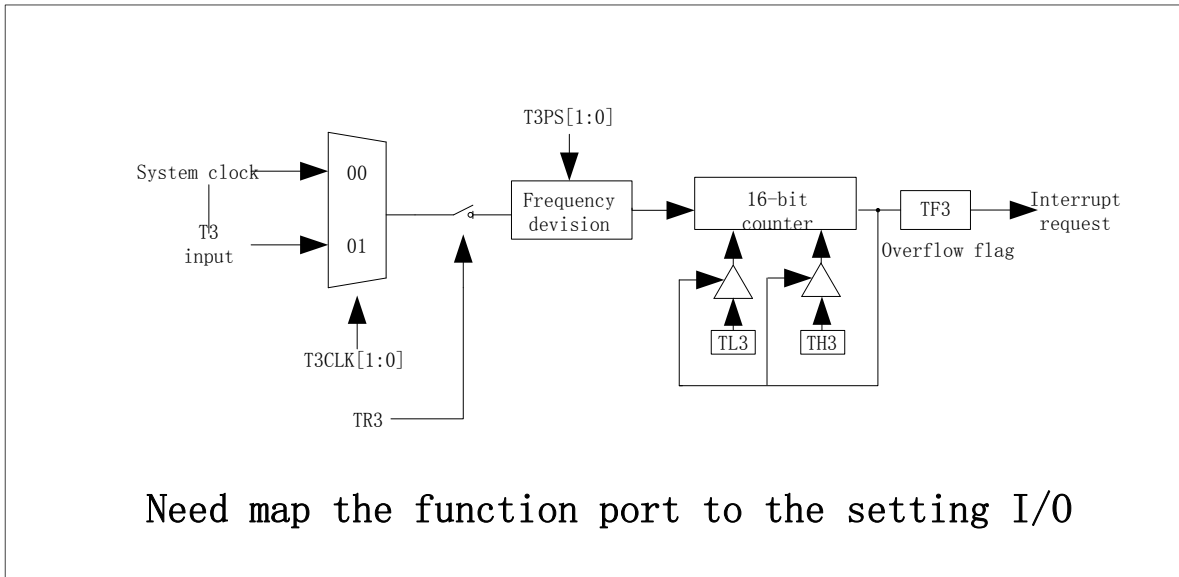 T3PS[1:0]
System clock
00
Frequency
devision
16-bit
counter
TF3
Interrupt
request
T3
input
01
Overflow flag
TL3
TH3
T3CLK[1:0]
TR3
Need map the function port to the setting I/O